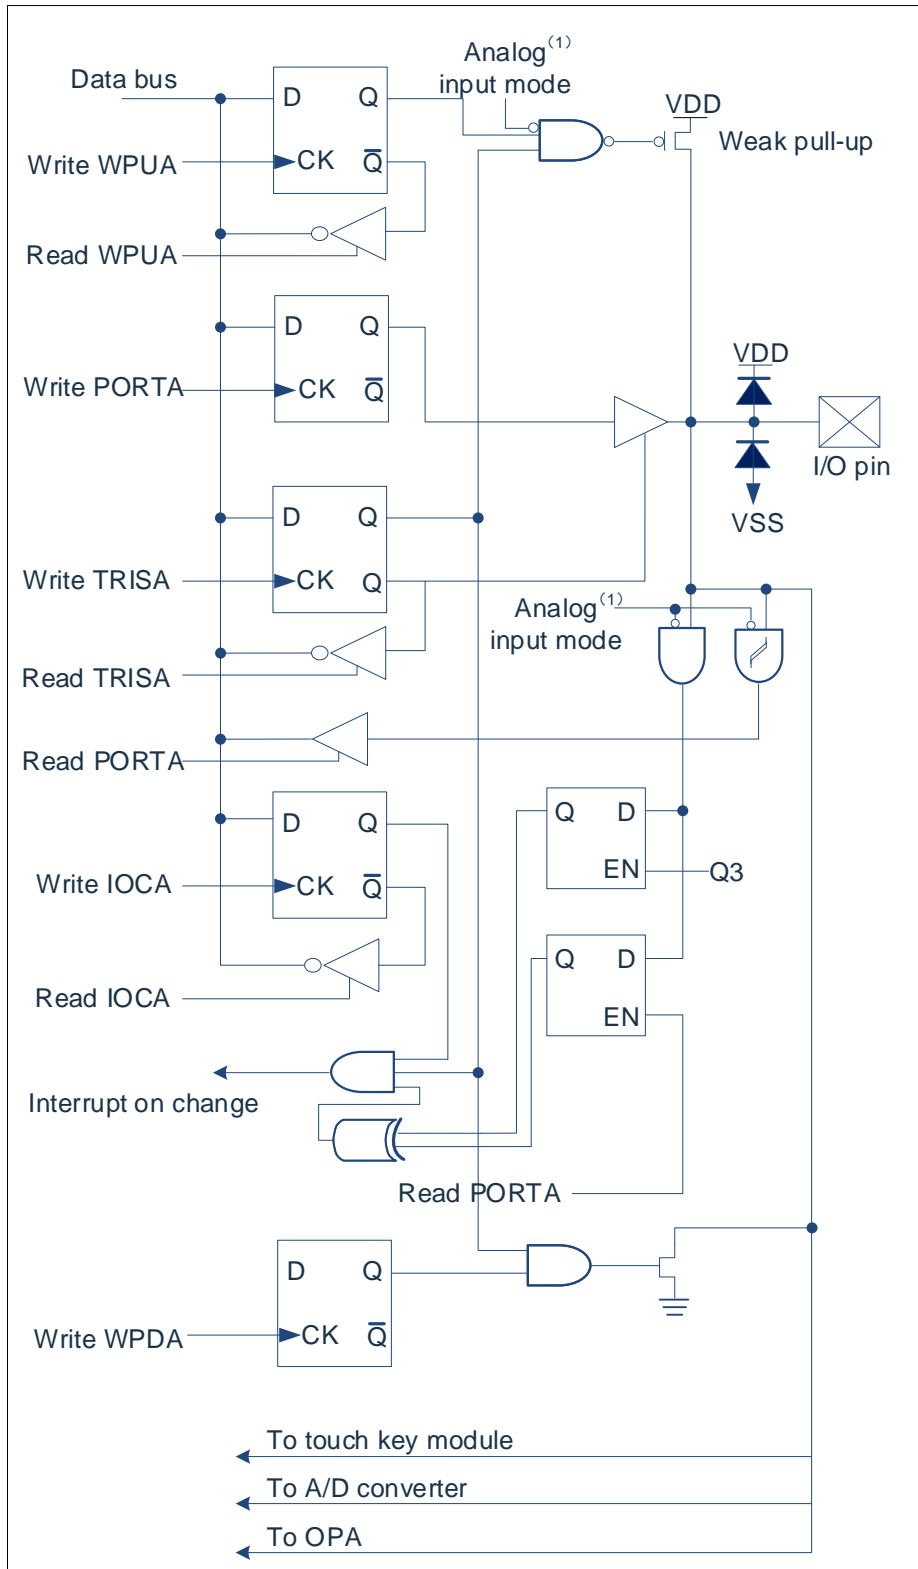 Analog(1)
input mode
Data bus
D
Q
VDD
Weak pull-up
Write WPUA
CK
Q
Read WPUA
D
Q
VDD
Write PORTA
CK
Q
I/O pin
D
Q
VSS
Write TRISA
CK
Q
Analog(1)
input mode
Read TRISA
Read PORTA
D
Q
Q
D
Write IOCA
CK
Q
EN
Q3
Q
D
Read IOCA
EN
Interrupt on change
Read PORTA
D
Q
Write WPDA
CK
Q
To touch key module
To A/D converter
To OPA